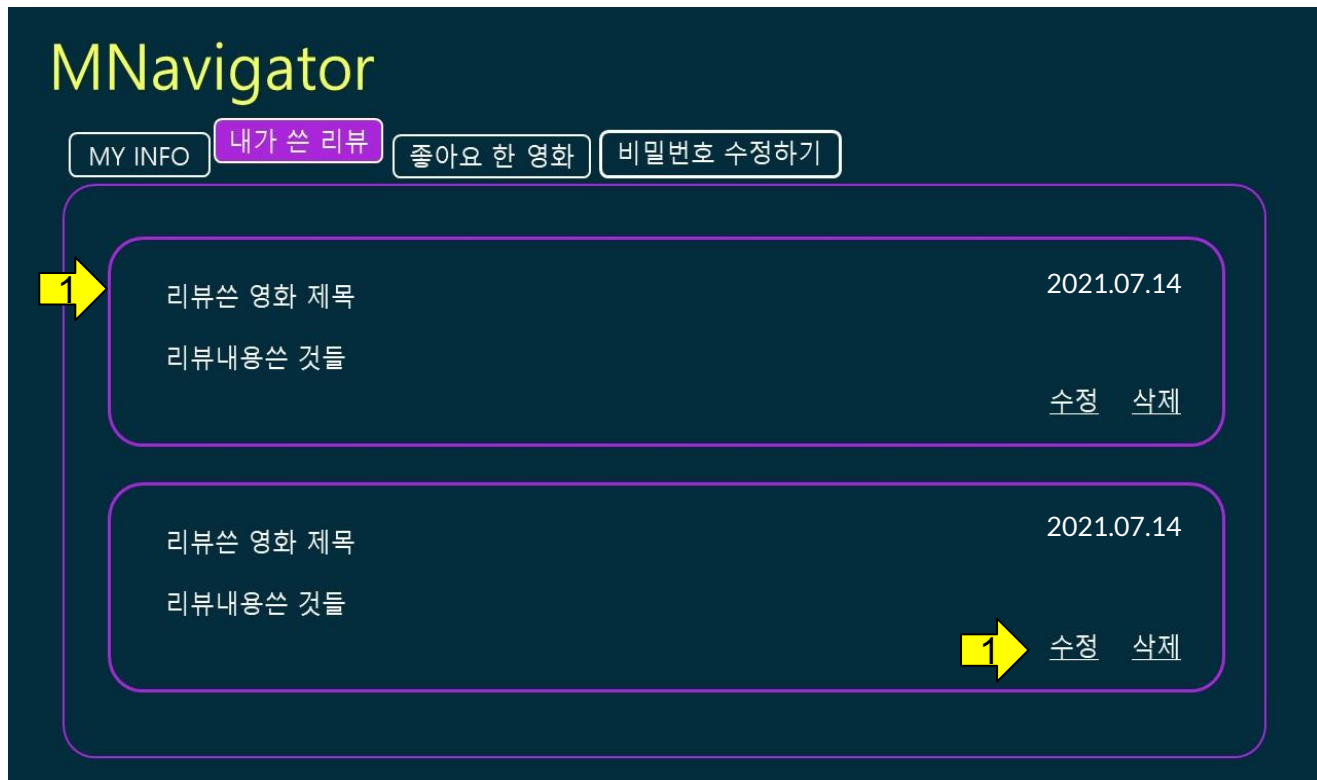 MNavigator
MY INFO 내가 쓴 리뷰 좋아요 한 영화 비밀번호 수정하기
1 리뷰쓴 영화 제목 2021.07.14
리뷰내용쓴 것들
수정 삭제
리뷰쓴 영화 제목 2021.07.14
리뷰내용쓴 것들
1 수정 삭제